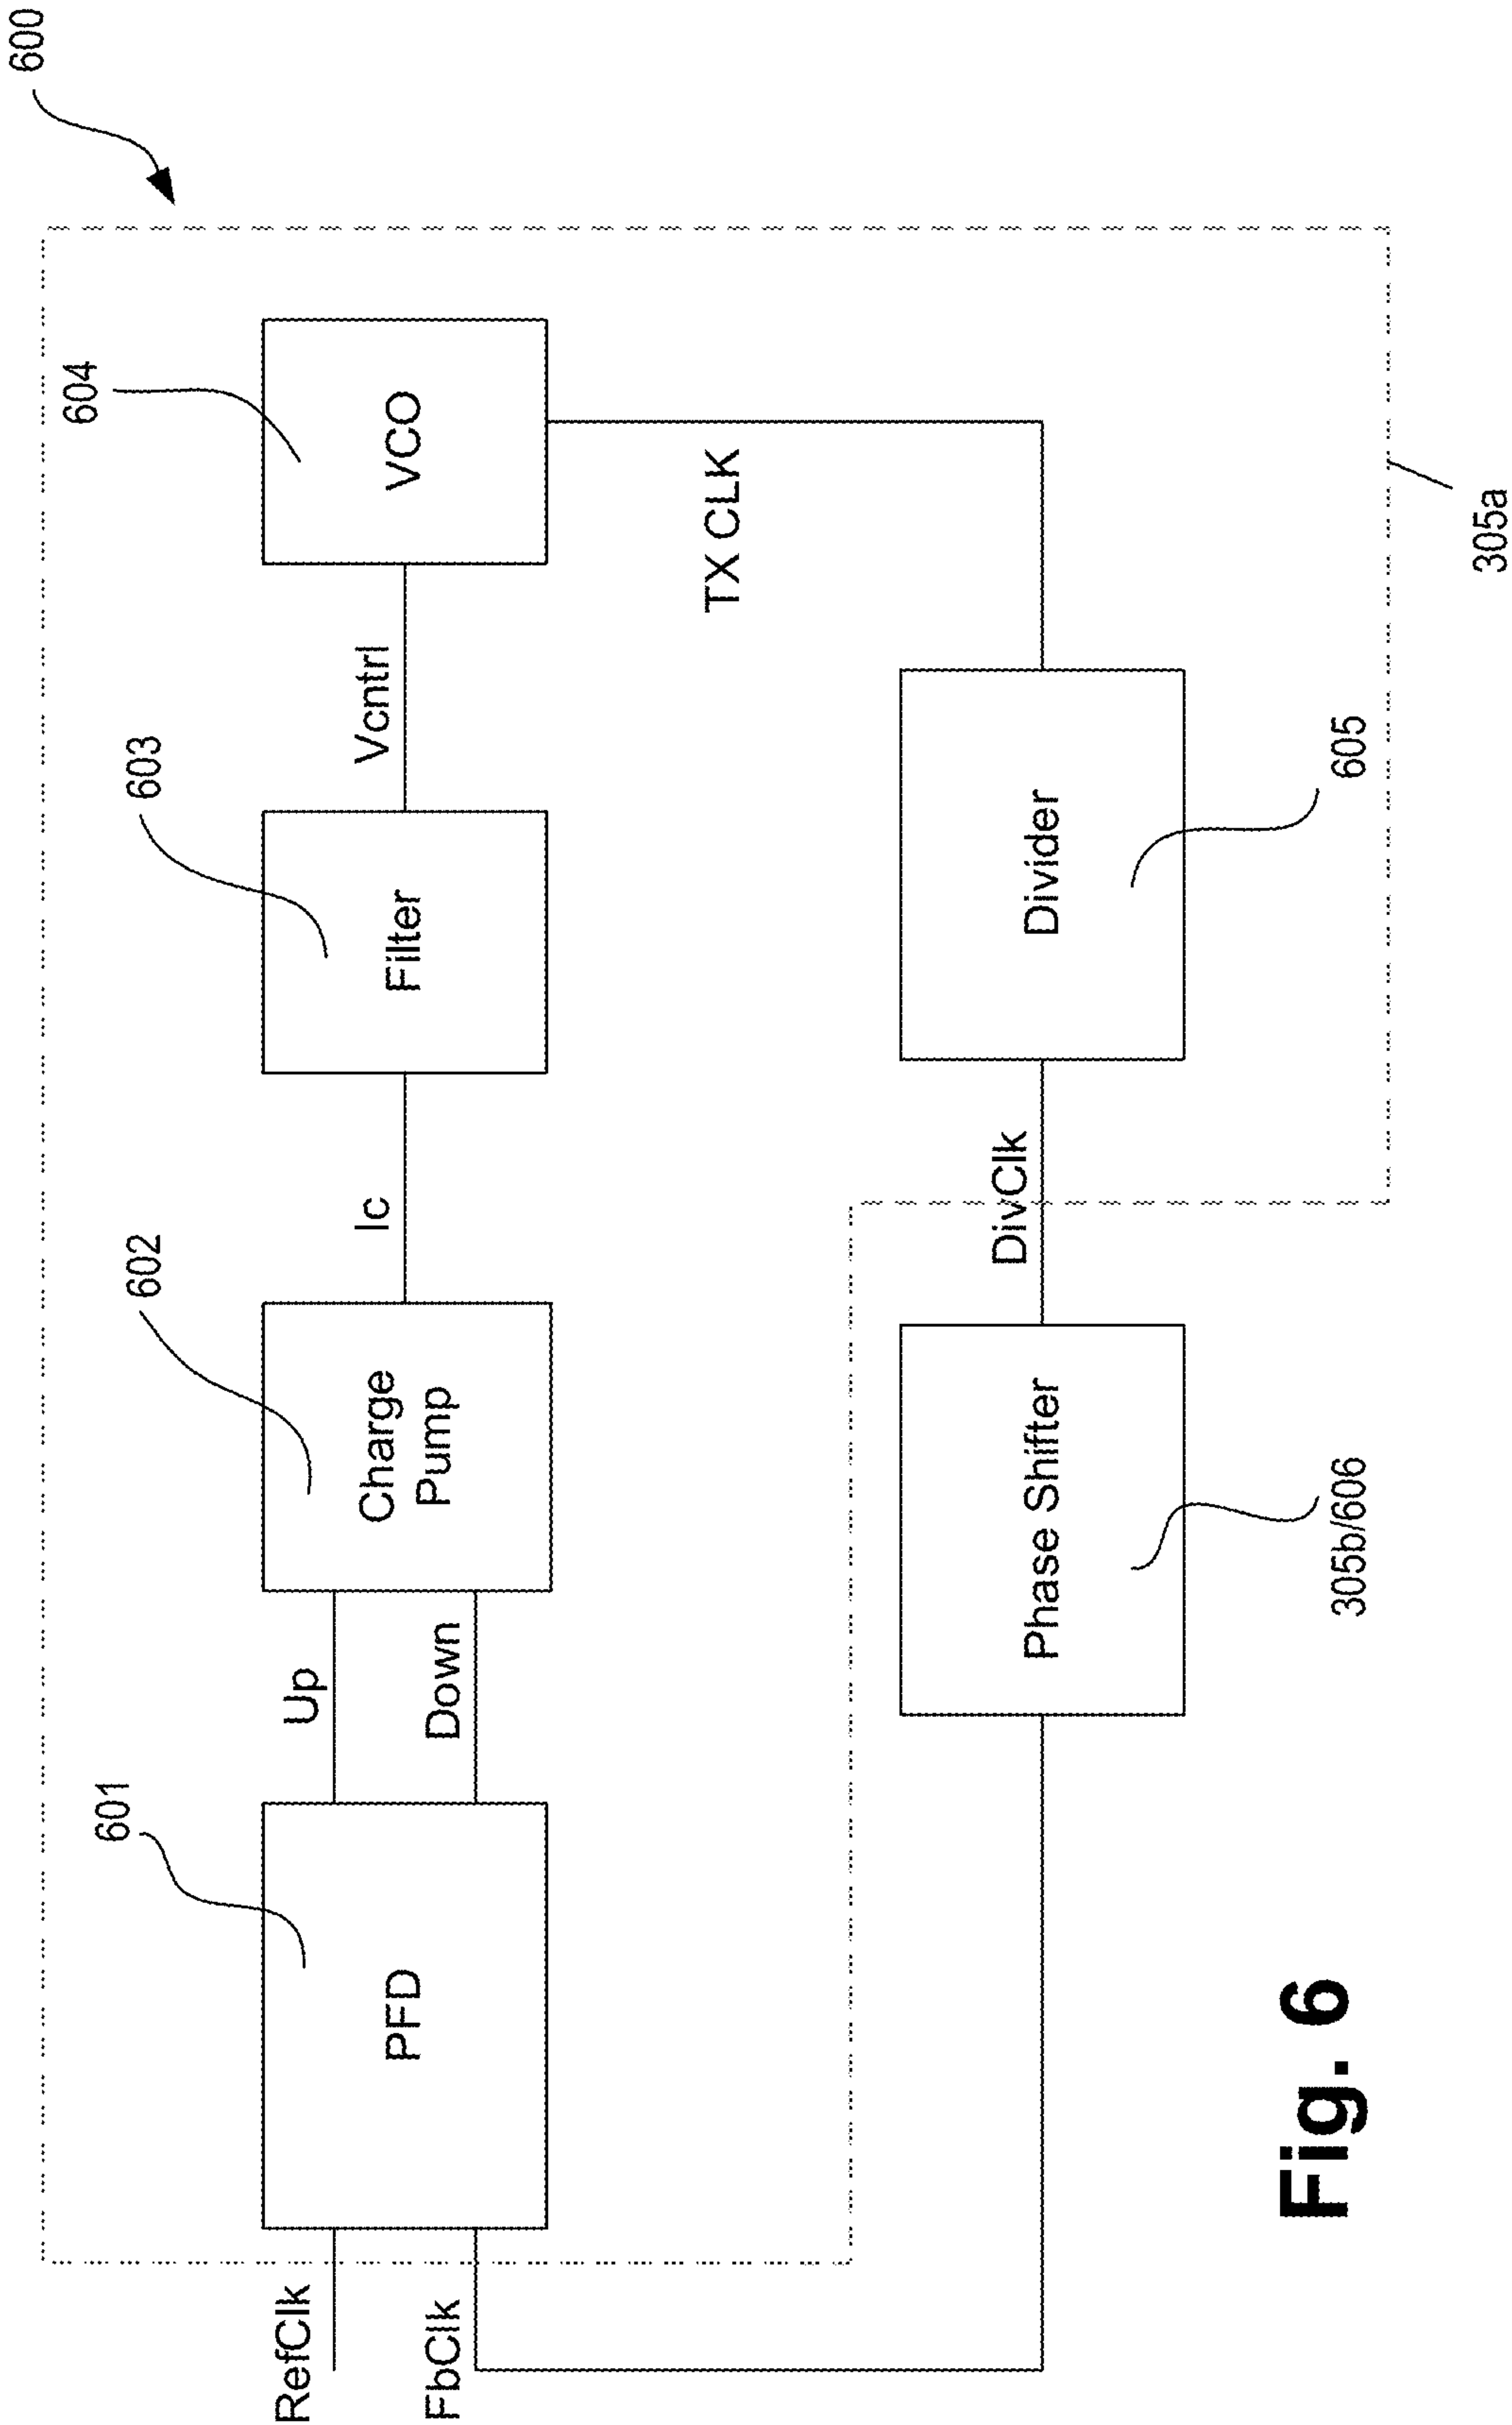 600
604
603
602
601
VCO
Vcntrl
Filter
Ic
Charge
Pump
Up
Down
PFD
RefClk
FbClk
TX CLK
Divider
605
DivClk
Phase Shifter
305b/606
305a
Fig. 6